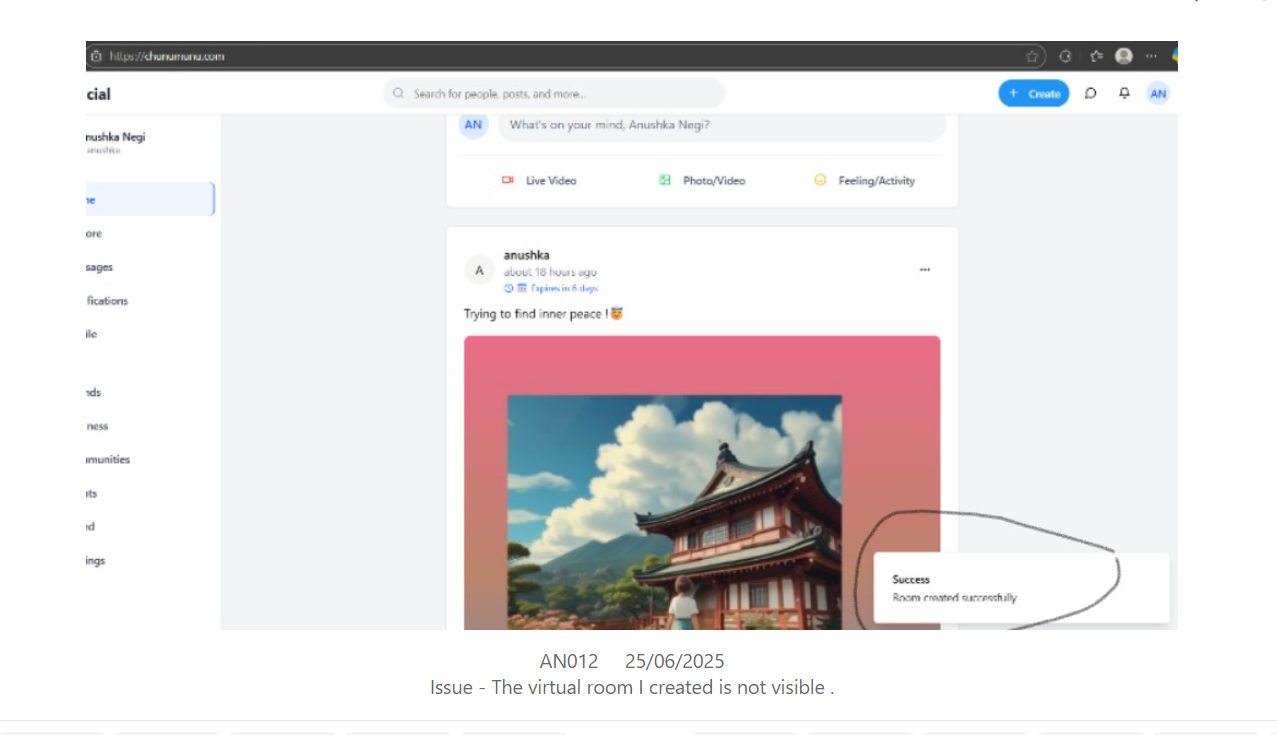 https://chunumunu.com
cial
Search for people, posts, and more...
+ Create
AN
nushka Negi
anushka
ne
ore
sages
fications
ile
nds
ness
mmunities
nts
ed
ings
AN
What's on your mind, Anushka Negi?
Live Video
Photo/Video
Feeling/Activity
A
anushka
about 18 hours ago
Expires in 6 days
Trying to find inner peace !😇
Success
Room created successfully
AN012 25/06/2025
Issue - The virtual room I created is not visible .